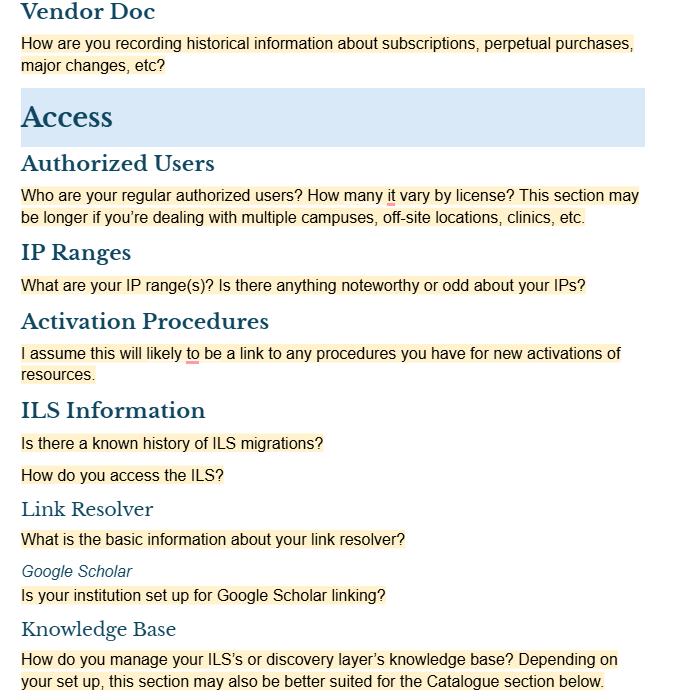 Vendor Doc
How are you recording historical information about subscriptions, perpetual purchases,
major changes, etc?
Access
Authorized Users
Who are your regular authorized users? How many it vary by license? This section may
be longer if you're dealing with multiple campuses, off-site locations, clinics, etc.
IP Ranges
What are your IP range(s)? Is there anything noteworthy or odd about your IPs?
Activation Procedures
I assume this will likely to be a link to any procedures you have for new activations of
resources.
ILS Information
Is there a known history of ILS migrations?
How do you access the ILS?
Link Resolver
What is the basic information about your link resolver?
Google Scholar
Is your institution set up for Google Scholar linking?
Knowledge Base
How do you manage your ILS's or discovery layer's knowledge base? Depending on
your set up, this section may also be better suited for the Catalogue section below.